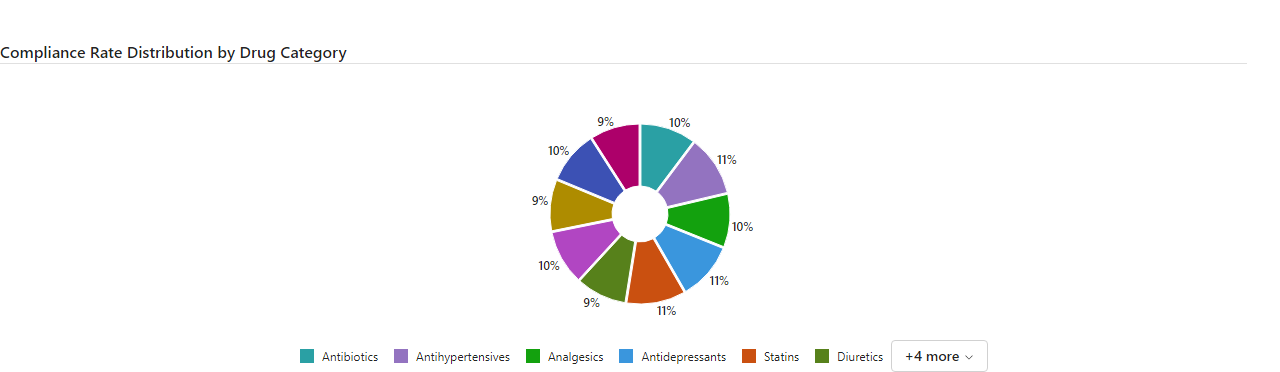 Compliance Rate Distribution by Drug Category
9% 10%
10% 11%
9% 10%
10% 11%
9% 11%
Antibiotics Antihypertensives Analgesics Antidepressants Statins Diuretics +4 more